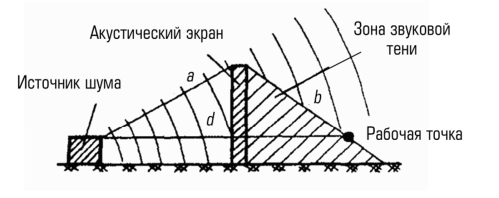 Акустический экран
Зона звуковой
тени
Источник шума
a
b
d
Рабочая точка